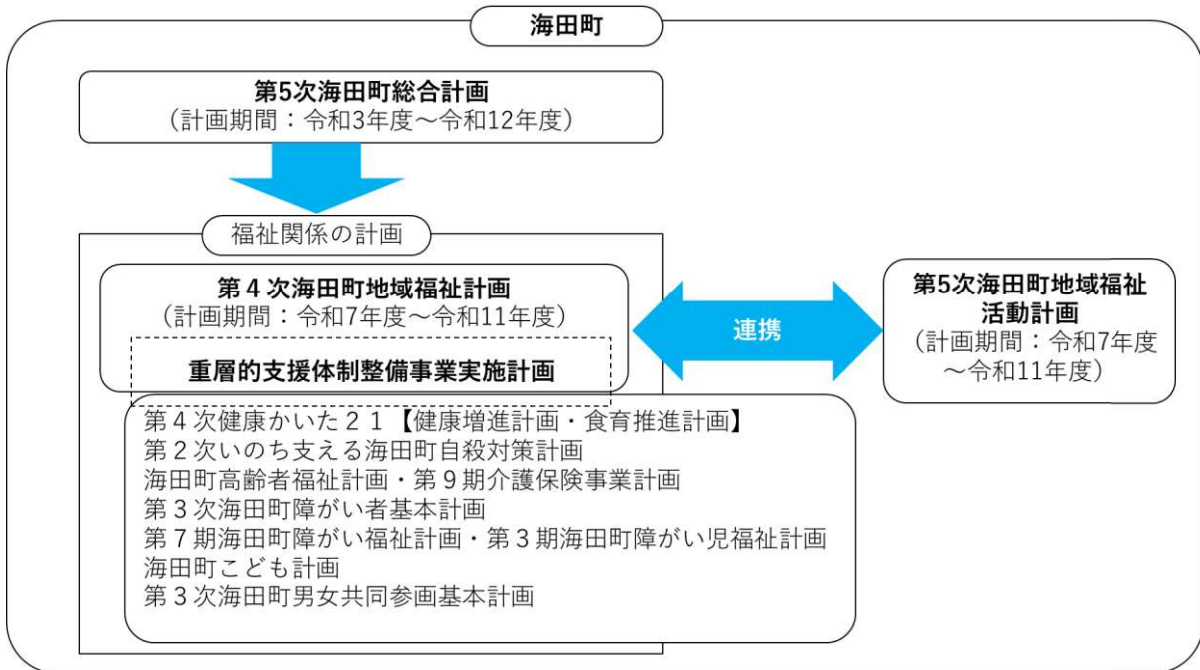 海田町
第5次海田町総合計画
（計画期間：令和3年度～令和12年度）
福祉関係の計画
第４次海田町地域福祉計画
（計画期間：令和7年度～令和11年度）
重層的支援体制整備事業実施計画
連携
第5次海田町地域福祉
活動計画
（計画期間：令和7年度
～令和11年度）
第４次健康かいた２１【健康増進計画・食育推進計画】
第２次いのち支える海田町自殺対策計画
海田町高齢者福祉計画・第９期介護保険事業計画
第３次海田町障がい者基本計画
第７期海田町障がい福祉計画・第３期海田町障がい児福祉計画
海田町こども計画
第３次海田町男女共同参画基本計画